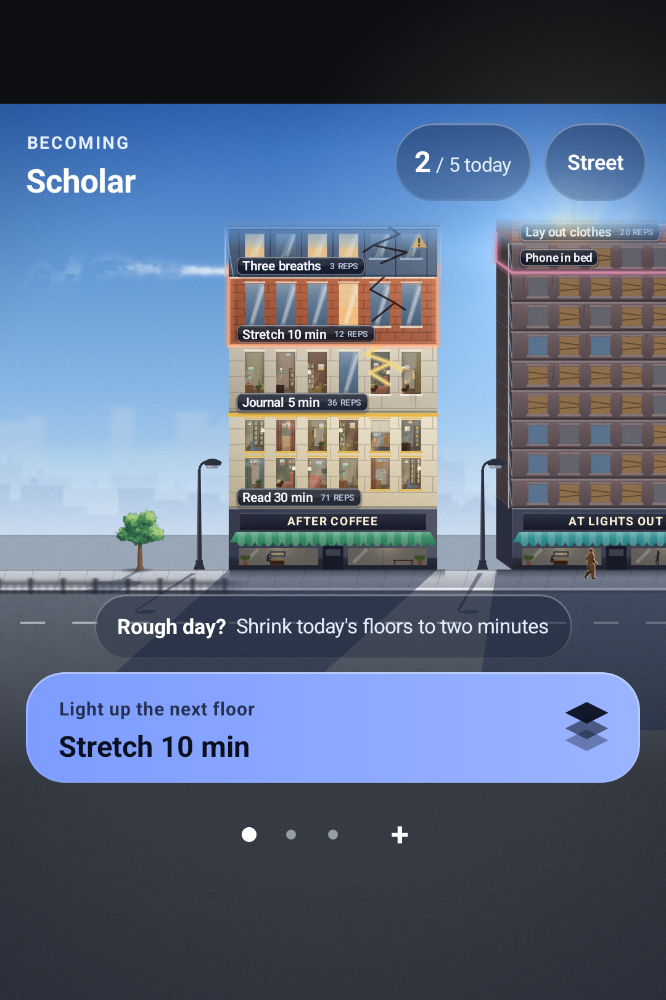 BECOMING
Scholar
2 / 5 today
Street
Lay out clothes 20 REPS
Phone in bed
Three breaths 3 REPS
Stretch 10 min 12 REPS
Journal 5 min 36 REPS
Read 30 min 71 REPS
AFTER COFFEE
AT LIGHTS OUT
Rough day? Shrink today's floors to two minutes
Light up the next floor
Stretch 10 min